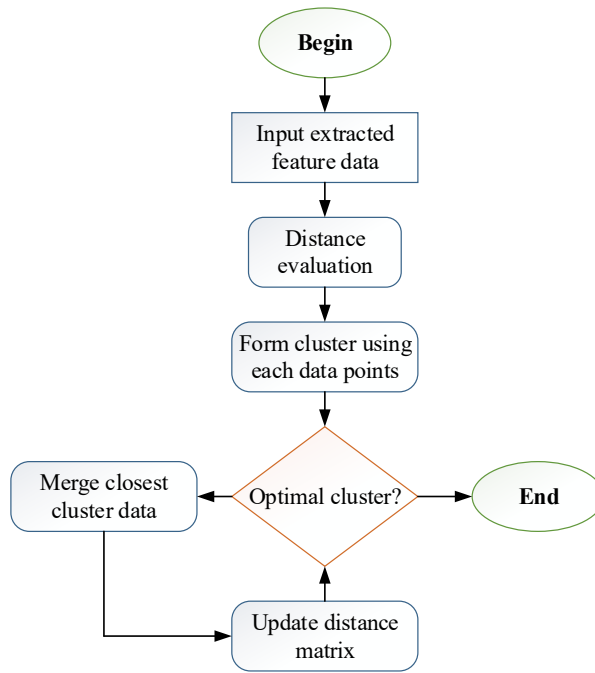 Begin
Input extracted
feature data
Distance
evaluation
Form cluster using
each data points
Merge closest
cluster data
Optimal cluster?
End
Update distance
matrix